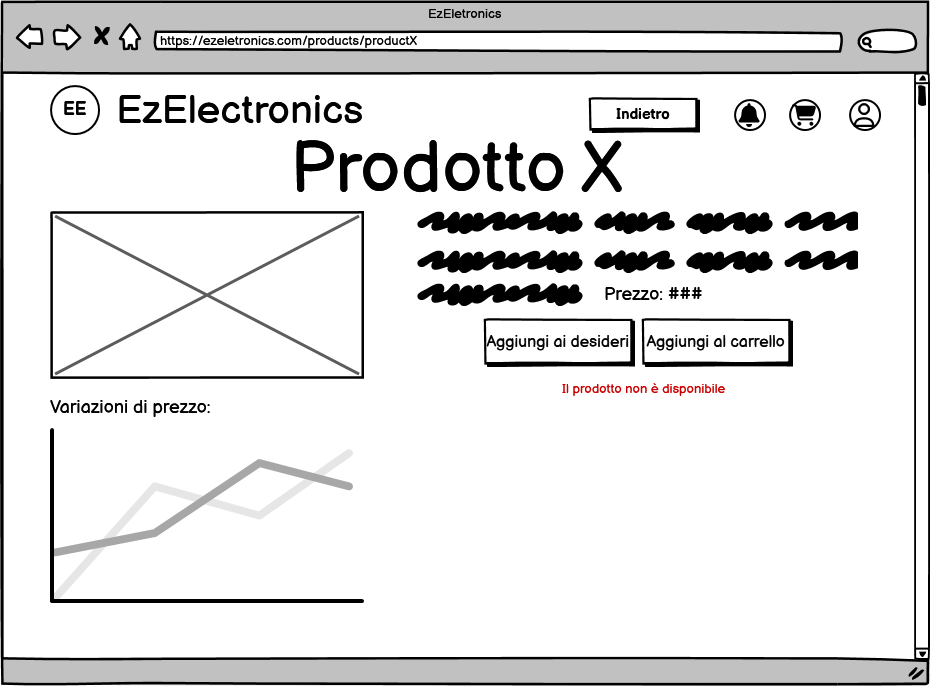 EzEletronics
https://ezeletronics.com/products/productX
EE
EzElectronics
Indietro
Prodotto X
Prezzo: ###
Aggiungi ai desideri
Aggiungi al carrello
Il prodotto non è disponibile
Variazioni di prezzo: